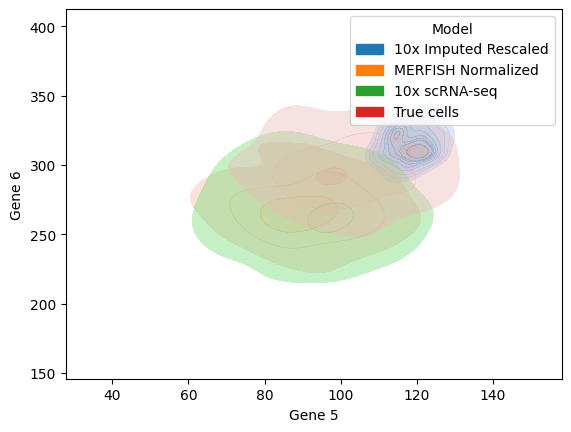 Model
10x Imputed Rescaled
MERFISH Normalized
10x scRNA-seq
True cells
400
350
300
250
200
150
Gene 6
40 60 80 100 120 140
Gene 5